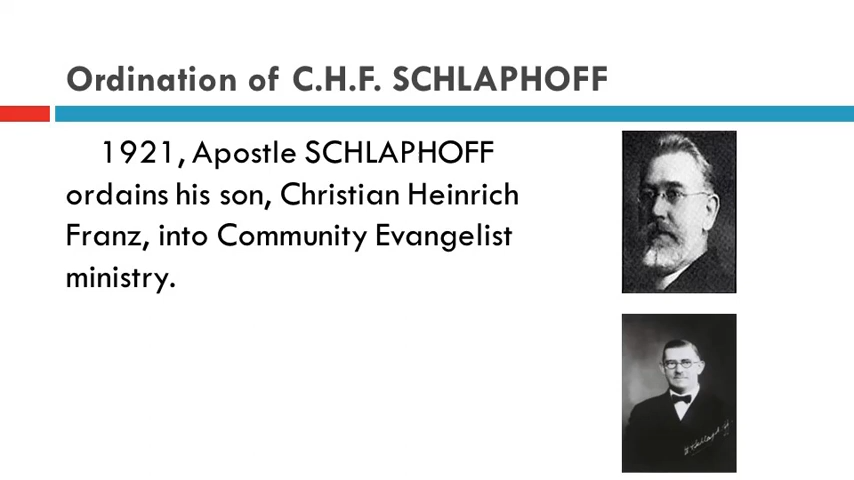 Ordination of C.H.F. SCHLAPHOFF
1921, Apostle SCHLAPHOFF
ordains his son, Christian Heinrich
Franz, into Community Evangelist
ministry.